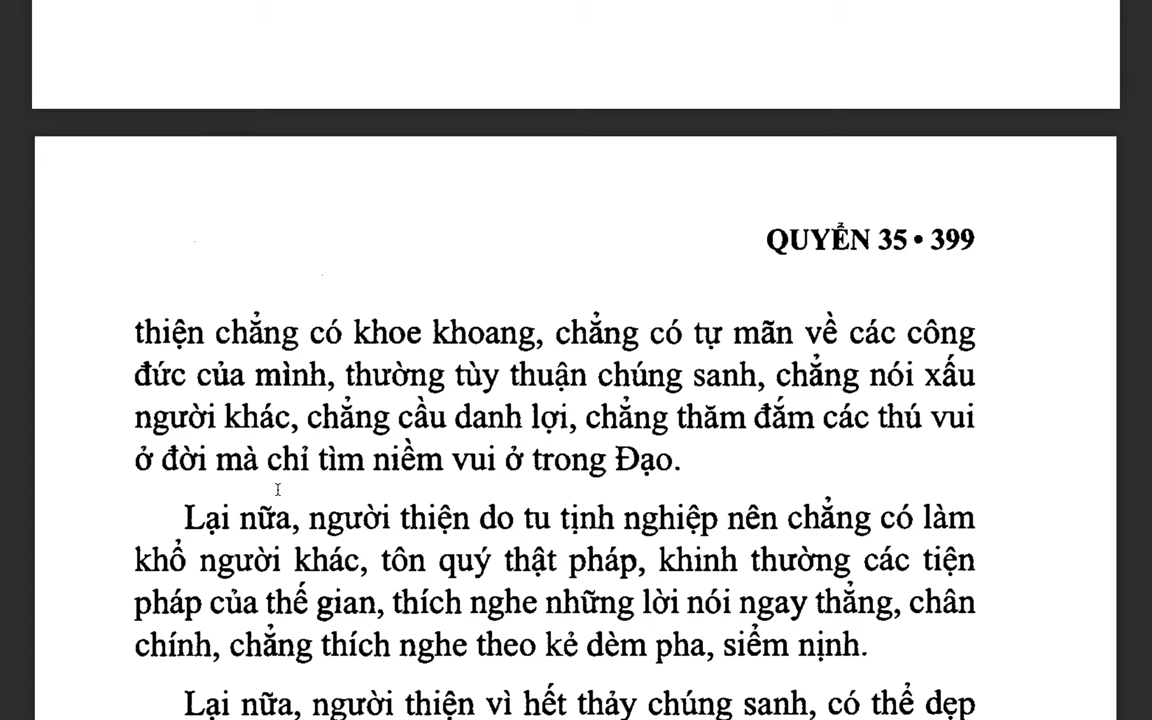 QUYỂN 35 • 399
thiện chẳng có khoe khoang, chẳng có tự mãn về các công
đức của mình, thường tùy thuận chúng sanh, chẳng nói xấu
người khác, chẳng cầu danh lợi, chẳng thăm đắm các thú vui
ở đời mà chỉ tìm niềm vui ở trong Đạo.
Lại nữa, người thiện do tu tịnh nghiệp nên chẳng có làm
khổ người khác, tôn quý thật pháp, khinh thường các tiện
pháp của thế gian, thích nghe những lời nói ngay thẳng, chân
chính, chẳng thích nghe theo kẻ dèm pha, siểm nịnh.
Lại nữa, người thiện vì hết thảy chúng sanh, có thể dẹp